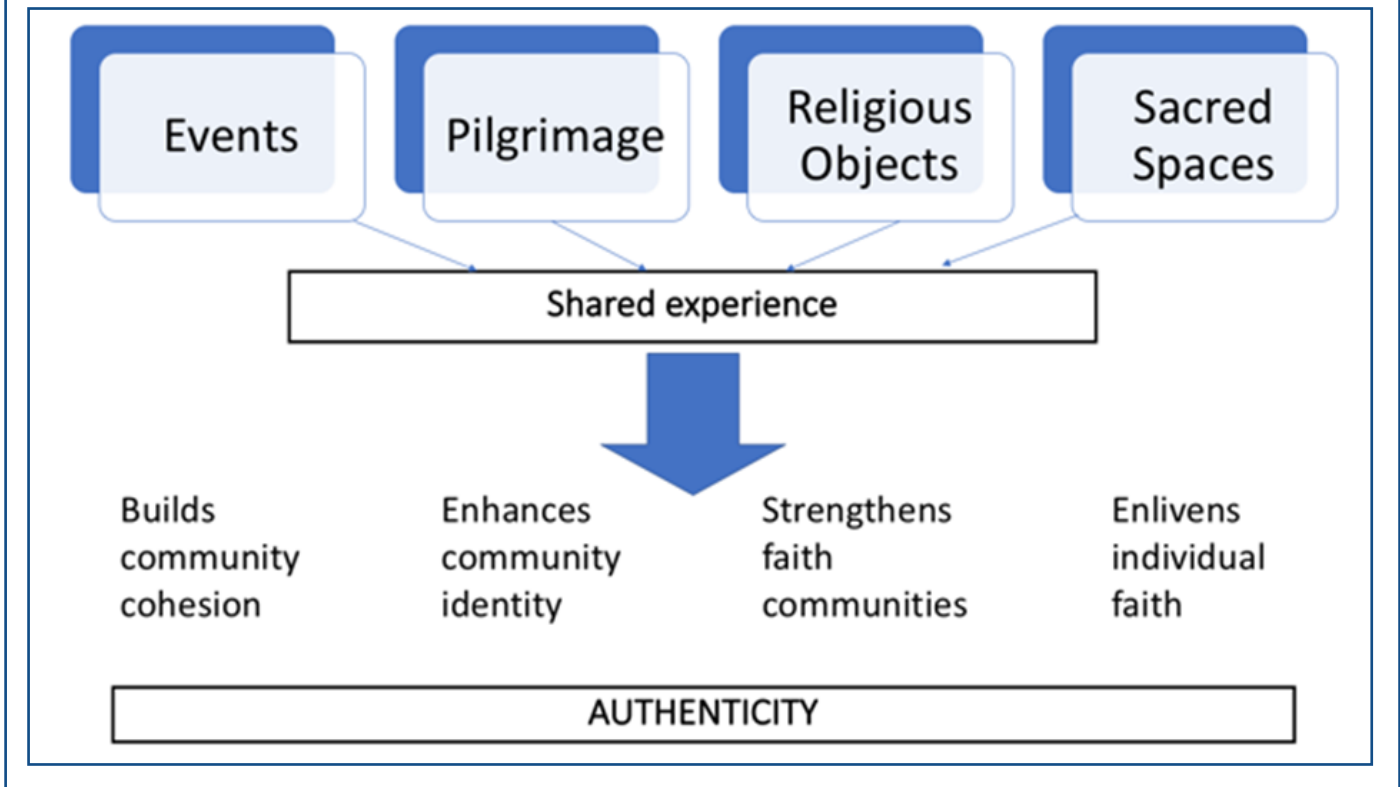 Events
Pilgrimage
Religious
Objects
Sacred
Spaces
Shared experience
Builds
community
cohesion
Enhances
community
identity
Strengthens
faith
communities
Enlivens
individual
faith
AUTHENTICITY